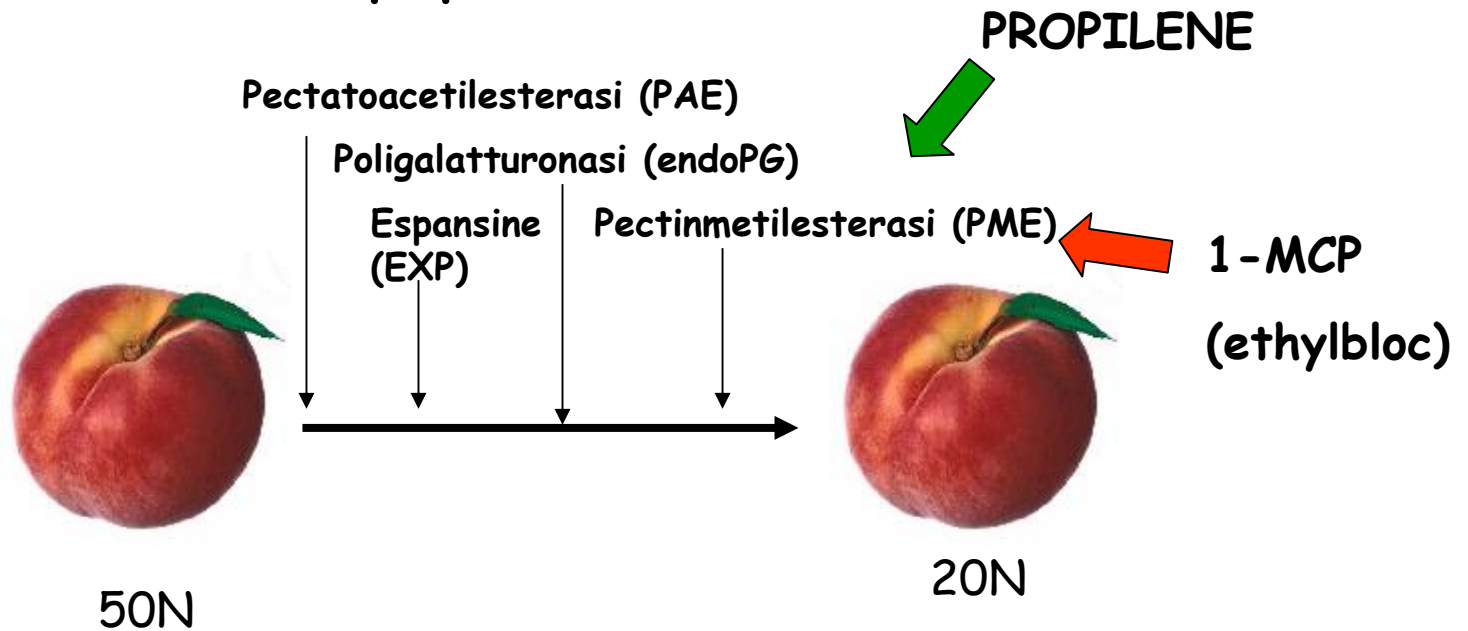 PROPILENE
Pectatoacetilesterasi (PAE)
Poligalatturonasi (endoPG)
Espansine
(EXP)
Pectinmetilesterasi (PME)
1-MCP
(ethylbloc)
50N
20N